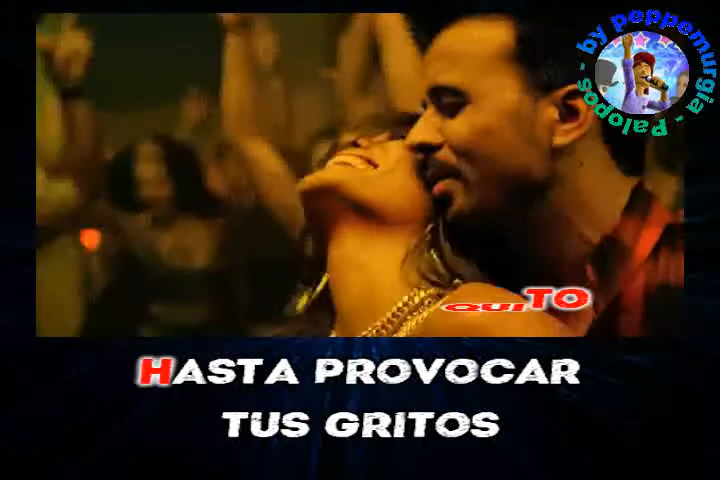 by peppemurgia - Palopos -
QUITO
HASTA PROVOCAR
TUS GRITOS